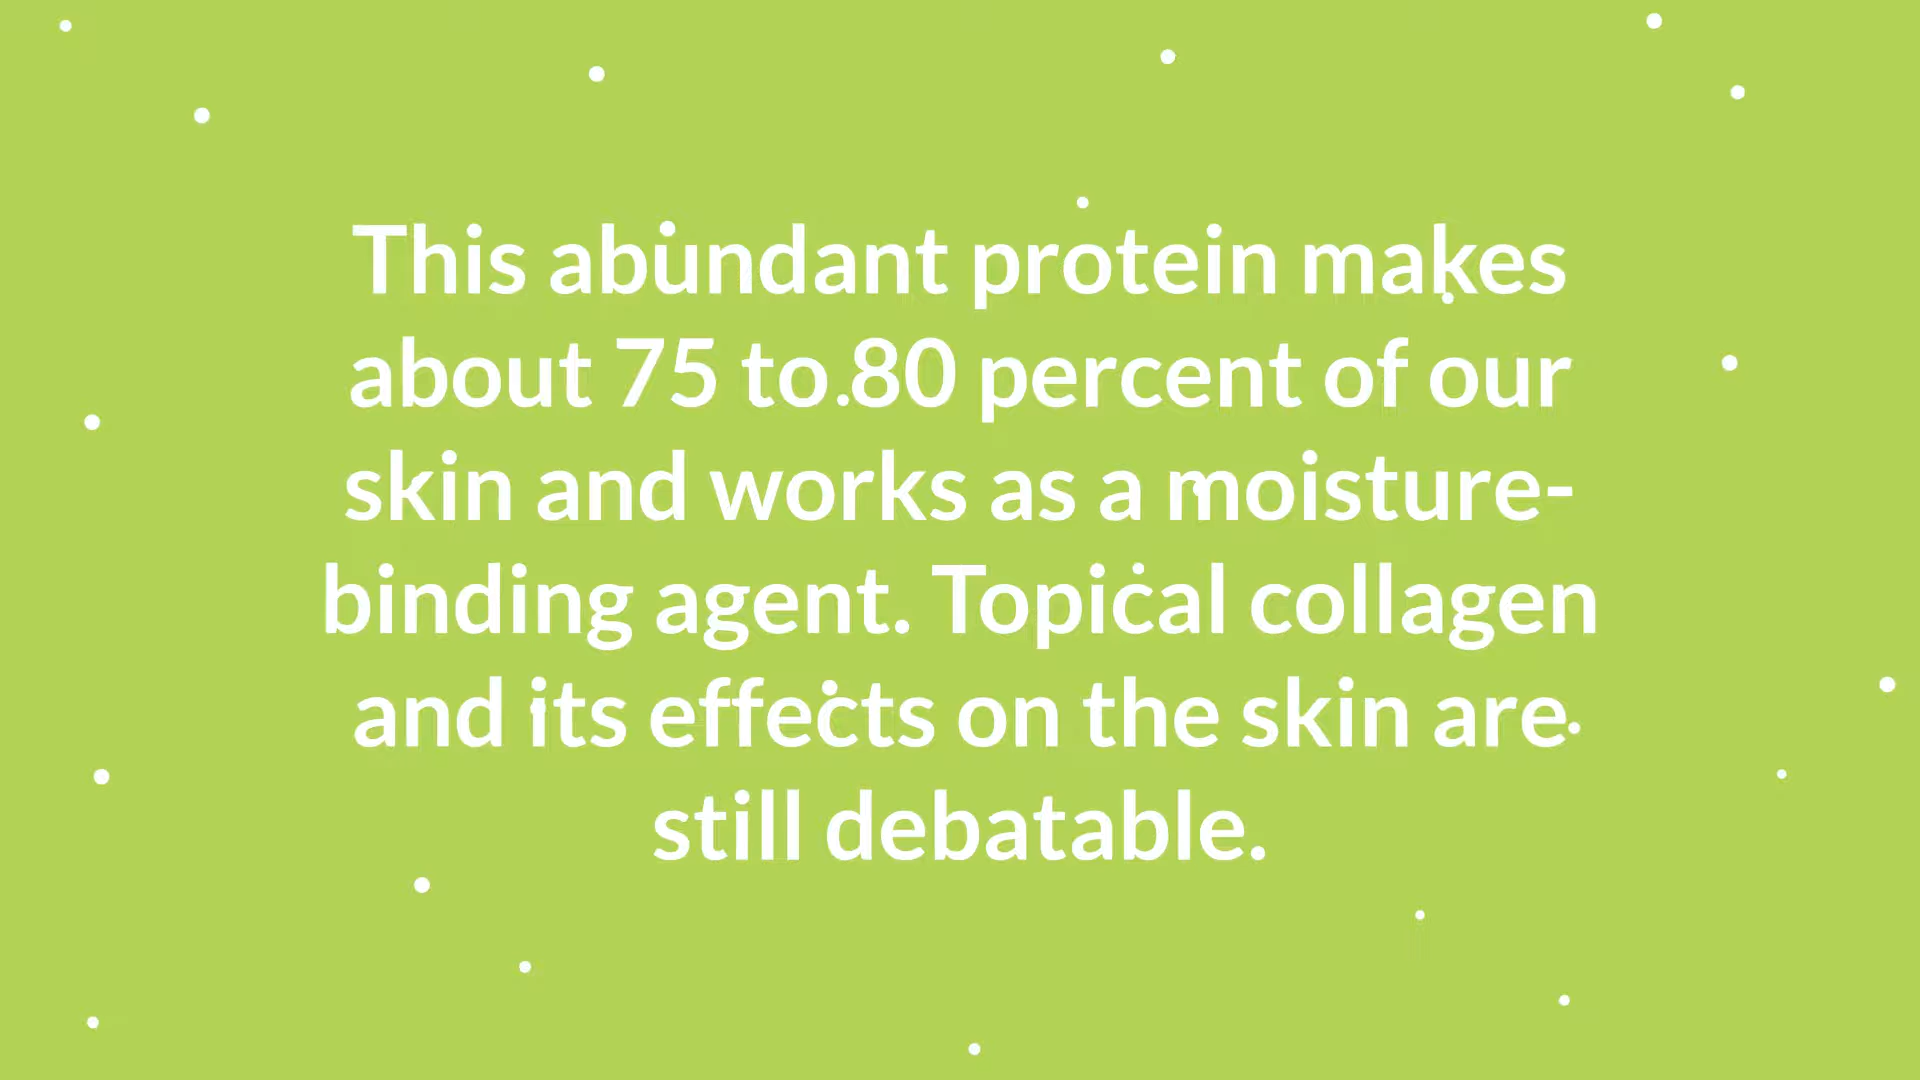 This abundant protein makes
about 75 to 80 percent of our
skin and works as a moisture-
binding agent. Topical collagen
and its effects on the skin are
still debatable.